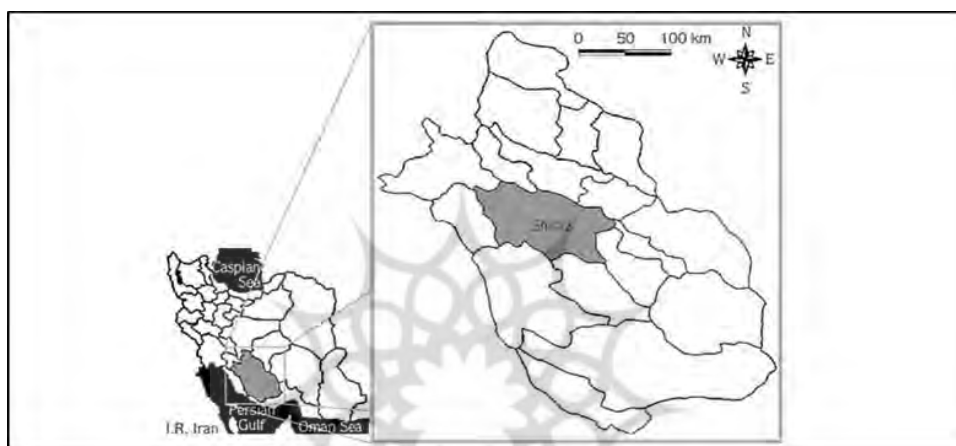 0 50 100 km
N
W E
S
Shiraz
Caspian
Sea
Persian
Gulf
Oman Sea
I.R. Iran